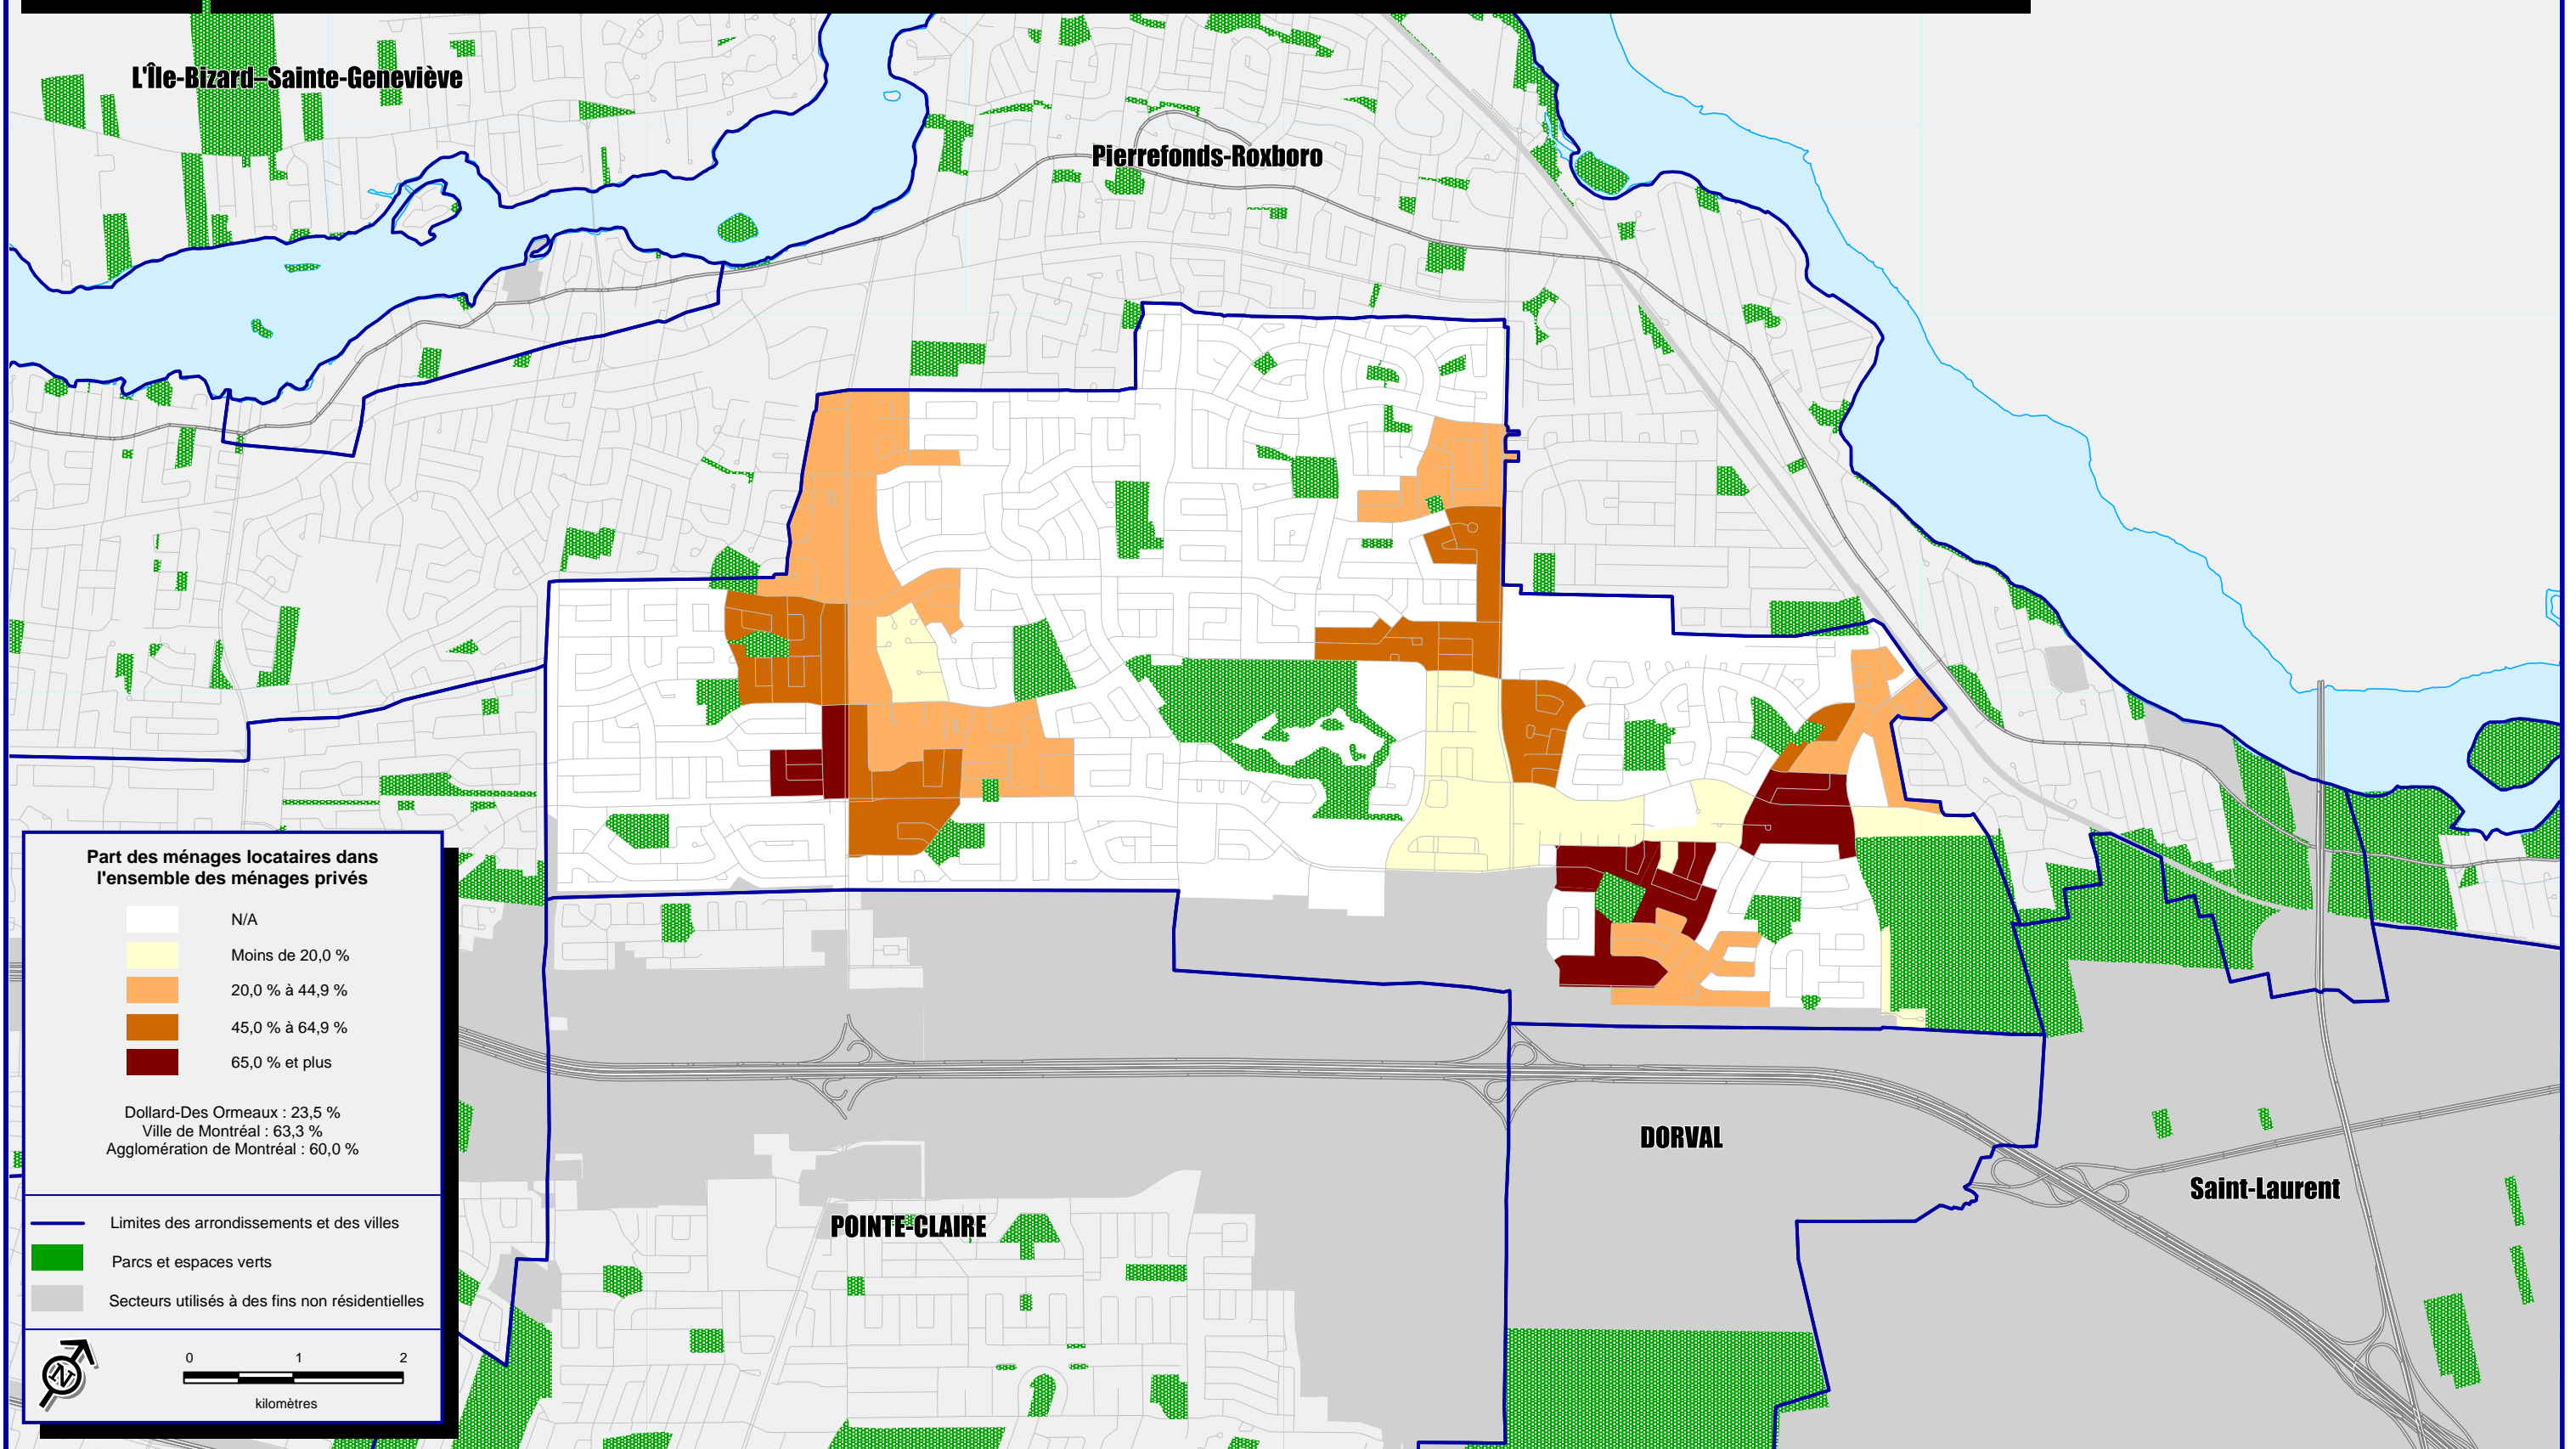 L'Île-Bizard–Sainte-Geneviève
Pierrefonds-Roxboro
Part des ménages locataires dans
l'ensemble des ménages privés
N/A
Moins de 20,0 %
20,0 % à 44,9 %
45,0 % à 64,9 %
65,0 % et plus
Dollard-Des Ormeaux : 23,5 %
Ville de Montréal : 63,3 %
Agglomération de Montréal : 60,0 %
Limites des arrondissements et des villes
Parcs et espaces verts
Secteurs utilisés à des fins non résidentielles
N
0 1 2
kilomètres
DORVAL
Saint-Laurent
POINTE-CLAIRE